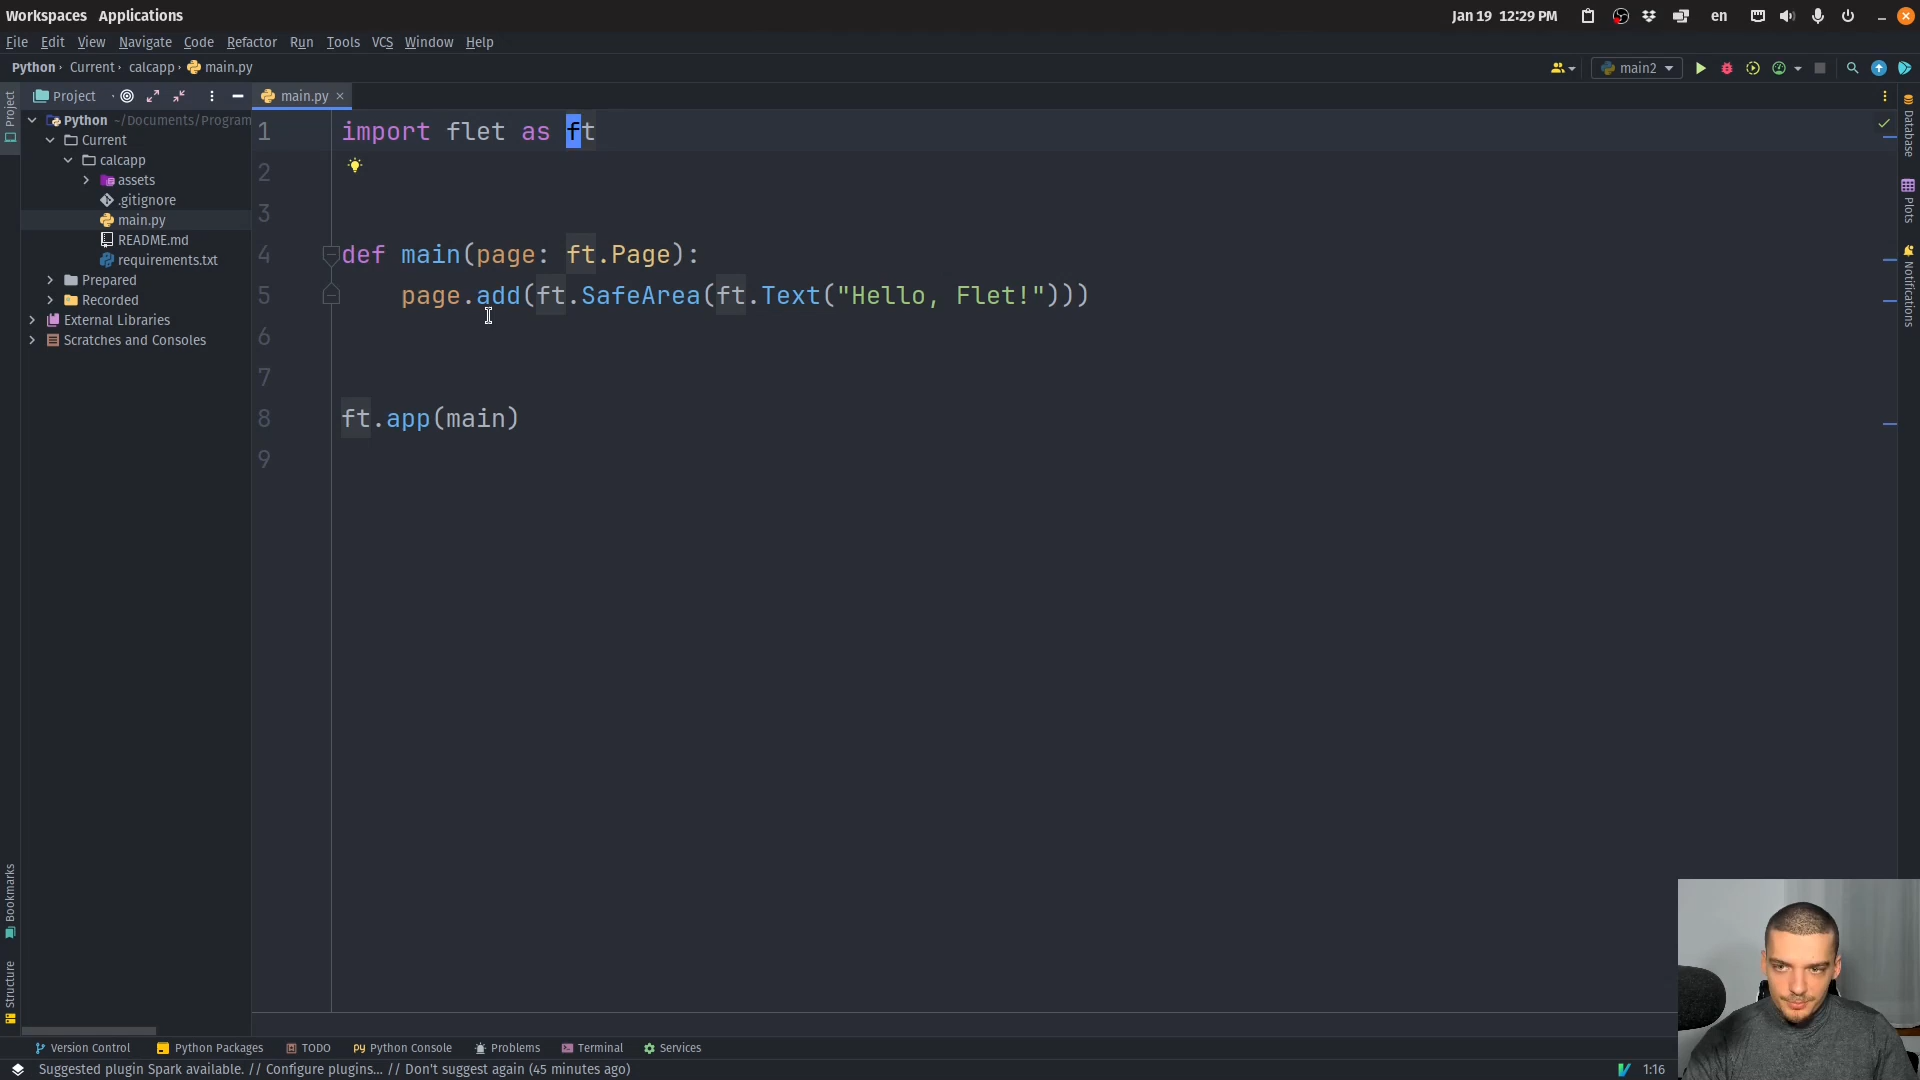 Workspaces Applications
Jan 19 12:29 PM
en
File Edit View Navigate Code Refactor Run Tools VCS Window Help
Python › Current › calcapp › main.py
main2
Project
Project
main.py
Python ~/Documents/Program
Current
calcapp
assets
.gitignore
main.py
README.md
requirements.txt
Prepared
Recorded
External Libraries
Scratches and Consoles
1 import flet as ft
2
3
4 def main(page: ft.Page):
5 page.add(ft.SafeArea(ft.Text("Hello, Flet!")))
6
7
8 ft.app(main)
9
Database
Plots
Notifications
Bookmarks
Structure
Version Control Python Packages TODO Python Console Problems Terminal Services
Suggested plugin Spark available. // Configure plugins... // Don't suggest again (45 minutes ago)
1:16